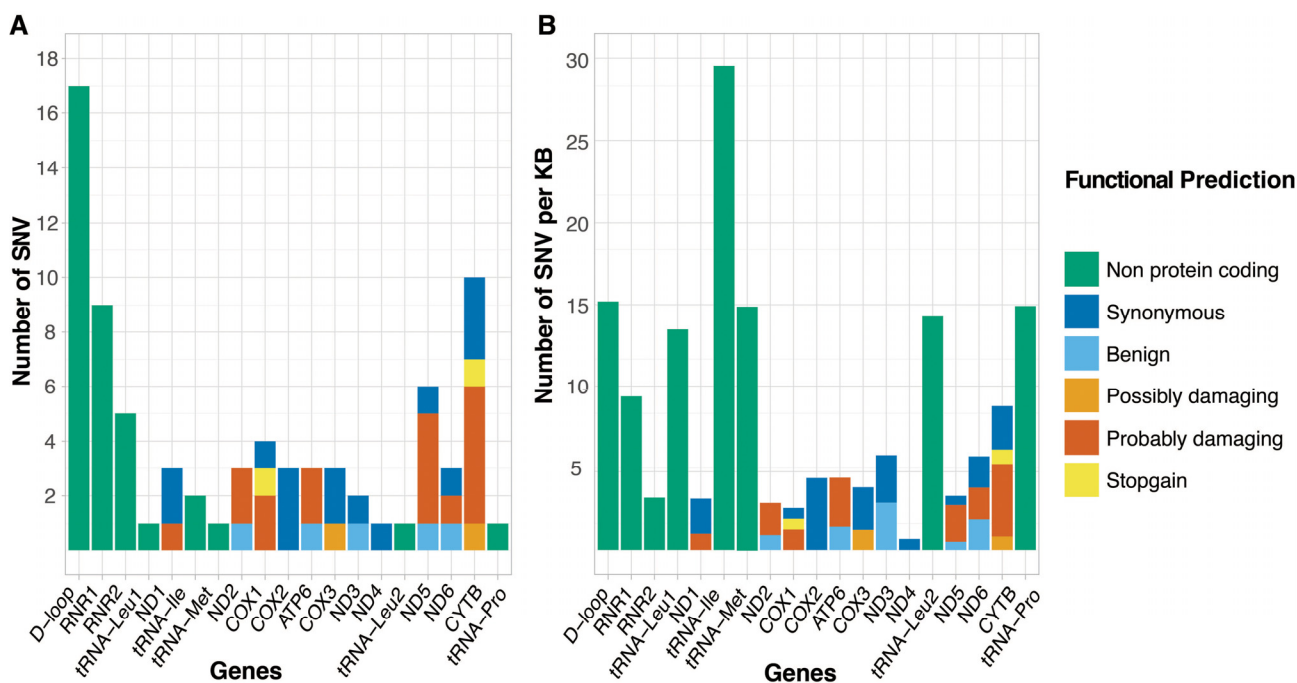 A
Number of SNV
18
16
14
12
10
8
6
4
2
D-loop
RNR1
RNR2
tRNA-Leu1
ND1
tRNA-Ile
tRNA-Met
ND2
COX1
COX2
ATP6
COX3
ND3
ND4
tRNA-Leu2
ND5
ND6
CYTB
tRNA-Pro
Genes
B
Number of SNV per KB
30
25
20
15
10
5
D-loop
RNR1
RNR2
tRNA-Leu1
ND1
tRNA-Ile
tRNA-Met
ND2
COX1
COX2
ATP6
COX3
ND3
ND4
tRNA-Leu2
ND5
ND6
CYTB
tRNA-Pro
Genes
Functional Prediction
Non protein coding
Synonymous
Benign
Possibly damaging
Probably damaging
Stopgain